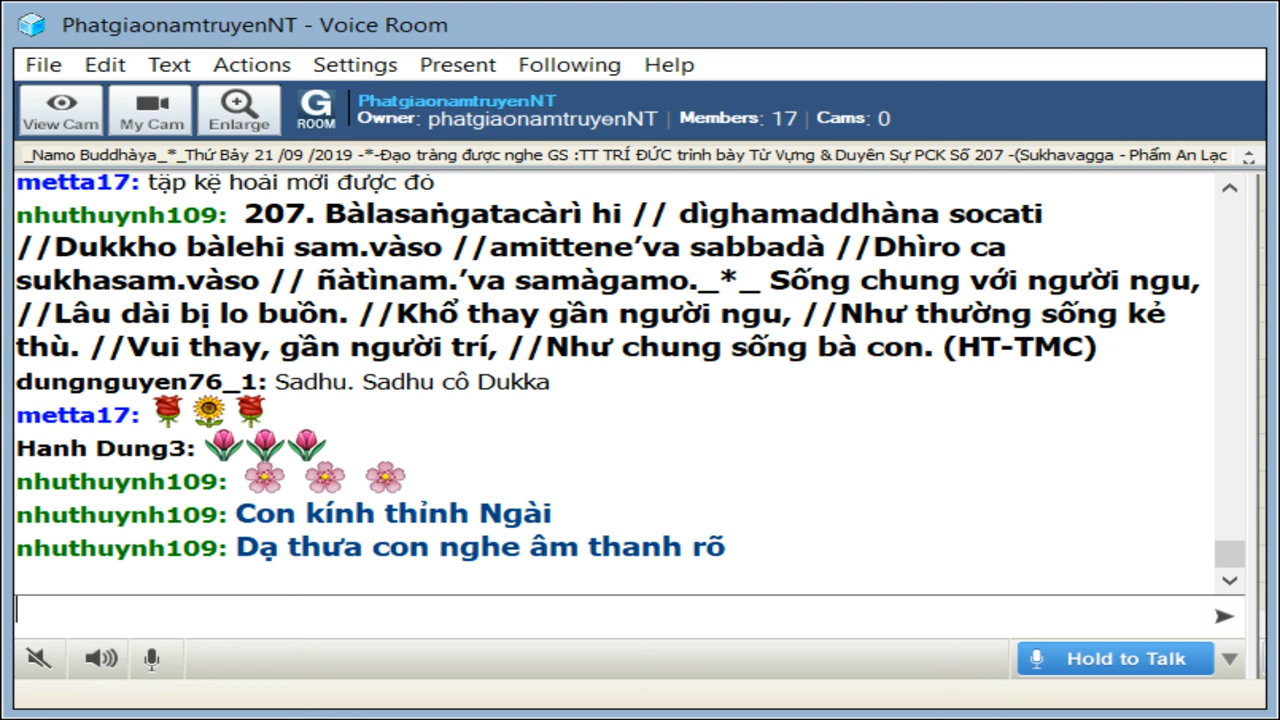 PhatgiaonamtruyenNT - Voice Room
File Edit Text Actions Settings Present Following Help
View Cam My Cam Enlarge G ROOM
PhatgiaonamtruyenNT
Owner: phatgiaonamtruyenNT | Members: 17 | Cams: 0
_Namo Buddhàya_*_Thứ Bảy 21 /09 /2019 -*-Đạo tràng được nghe GS :TT TRÍ ĐỨC trình bày Từ Vựng & Duyên Sự PCK Số 207 -(Sukhavagga - Phẩm An Lạc
metta17: tập kệ hoài mới được đó
nhuthuynh109: 207. Bàlasaṅgatacàrì hi // dìghamaddhàna socati
//Dukkho bàlehi sam.vàso //amittene’va sabbadà //Dhìro ca
sukhasam.vàso // ñàtìnam.’va samàgamo._*_ Sống chung với người ngu,
//Lâu dài bị lo buồn. //Khổ thay gần người ngu, //Như thường sống kẻ
thù. //Vui thay, gần người trí, //Như chung sống bà con. (HT-TMC)
dungnguyen76_1: Sadhu. Sadhu cô Dukka
metta17:
Hanh Dung3:
nhuthuynh109:
nhuthuynh109: Con kính thỉnh Ngài
nhuthuynh109: Dạ thưa con nghe âm thanh rõ
Hold to Talk